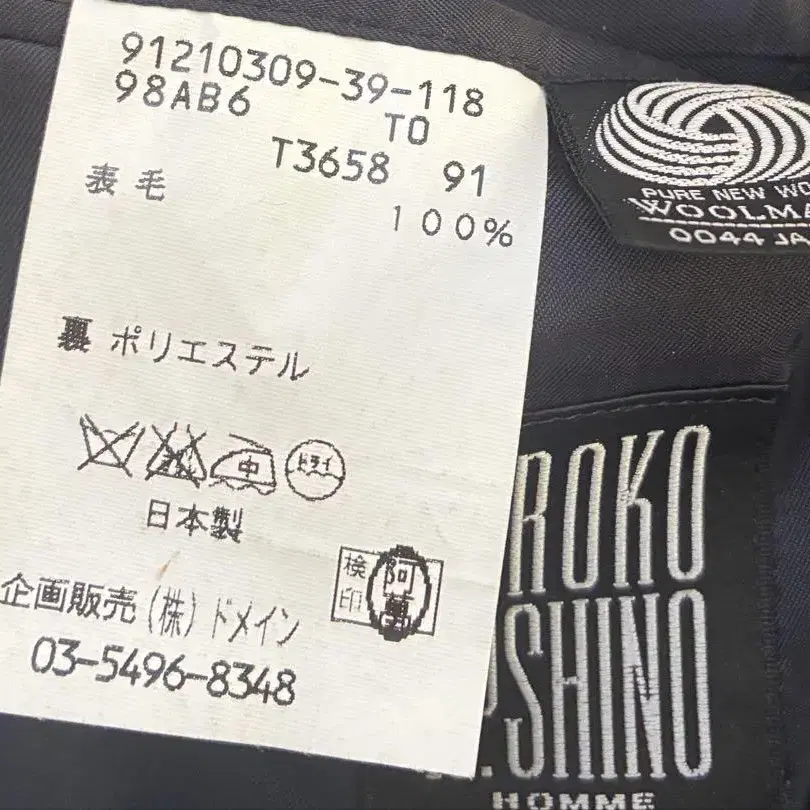 91210309-39-118
98AB6 TO
T3658 91
表 毛
100%
裏 ポリエステル
中 ドライ
日本製
検印
企画販売(株)ドメイン
03-5496-8348
PURE NEW WO
WOOLMA
0044 JA
ROKO
SHINO
HOMME